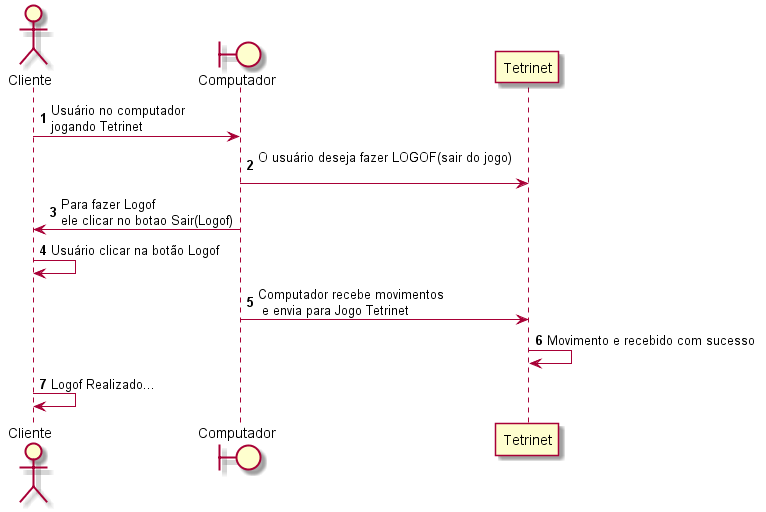 Cliente
Computador
Tetrinet
1 Usuário no computador
jogando Tetrinet
2 O usuário deseja fazer LOGOF(sair do jogo)
3 Para fazer Logof
ele clicar no botao Sair(Logof)
4 Usuário clicar na botão Logof
5 Computador recebe movimentos
e envia para Jogo Tetrinet
6 Movimento e recebido com sucesso
7 Logof Realizado...
Cliente
Computador
Tetrinet